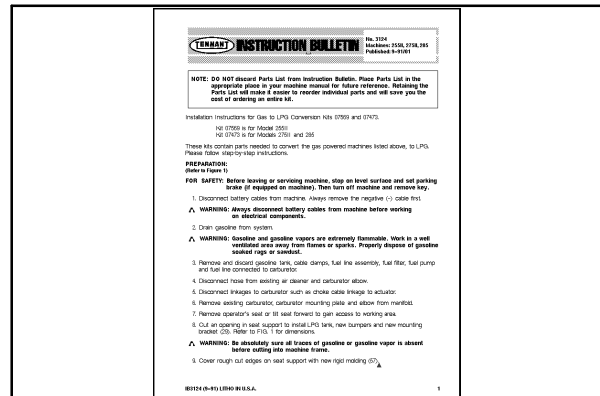 TENNANT INSTRUCTION BULLETIN
No. 3124
Machines: 255II, 275II, 285
Published: 9-91/01
NOTE: DO NOT discard Parts List from Instruction Bulletin. Place Parts List in the
appropriate place in your machine manual for future reference. Retaining the
Parts List will make it easier to reorder individual parts and will save you the
cost of ordering an entire kit.
Installation Instructions for Gas to LPG Conversion Kits 07569 and 07473.
Kit 07569 is for Model 255II
Kit 07473 is for Models 275II and 285
These kits contain parts needed to convert the gas powered machines listed above, to LPG.
Please follow step-by-step instructions.
PREPARATION:
(Refer to Figure 1)
FOR SAFETY: Before leaving or servicing machine, stop on level surface and set parking
brake (if equipped on machine). Then turn off machine and remove key.
1. Disconnect battery cables from machine. Always remove the negative (-) cable first.
WARNING: Always disconnect battery cables from machine before working
on electrical components.
2. Drain gasoline from system.
WARNING: Gasoline and gasoline vapors are extremely flammable. Work in a well
ventilated area away from flames or sparks. Properly dispose of gasoline
soaked rags or sawdust.
3. Remove and discard gasoline tank, cable clamps, fuel line assembly, fuel filter, fuel pump
and fuel line connected to carburetor.
4. Disconnect hose from existing air cleaner and carburetor elbow.
5. Disconnect linkages to carburetor such as choke cable linkage to actuator.
6. Remove existing carburetor, carburetor mounting plate and elbow from manifold.
7. Remove operator's seat or tilt seat forward to gain access to working area.
8. Cut an opening in seat support to install LPG tank, new bumpers and new mounting
bracket (29). Refer to FIG. 1 for dimensions.
WARNING: Be absolutely sure all traces of gasoline or gasoline vapor is absent
before cutting into machine frame.
9. Cover rough cut edges on seat support with new rigid molding (57).
IB3124 (9-91) LITHO IN U.S.A. 1